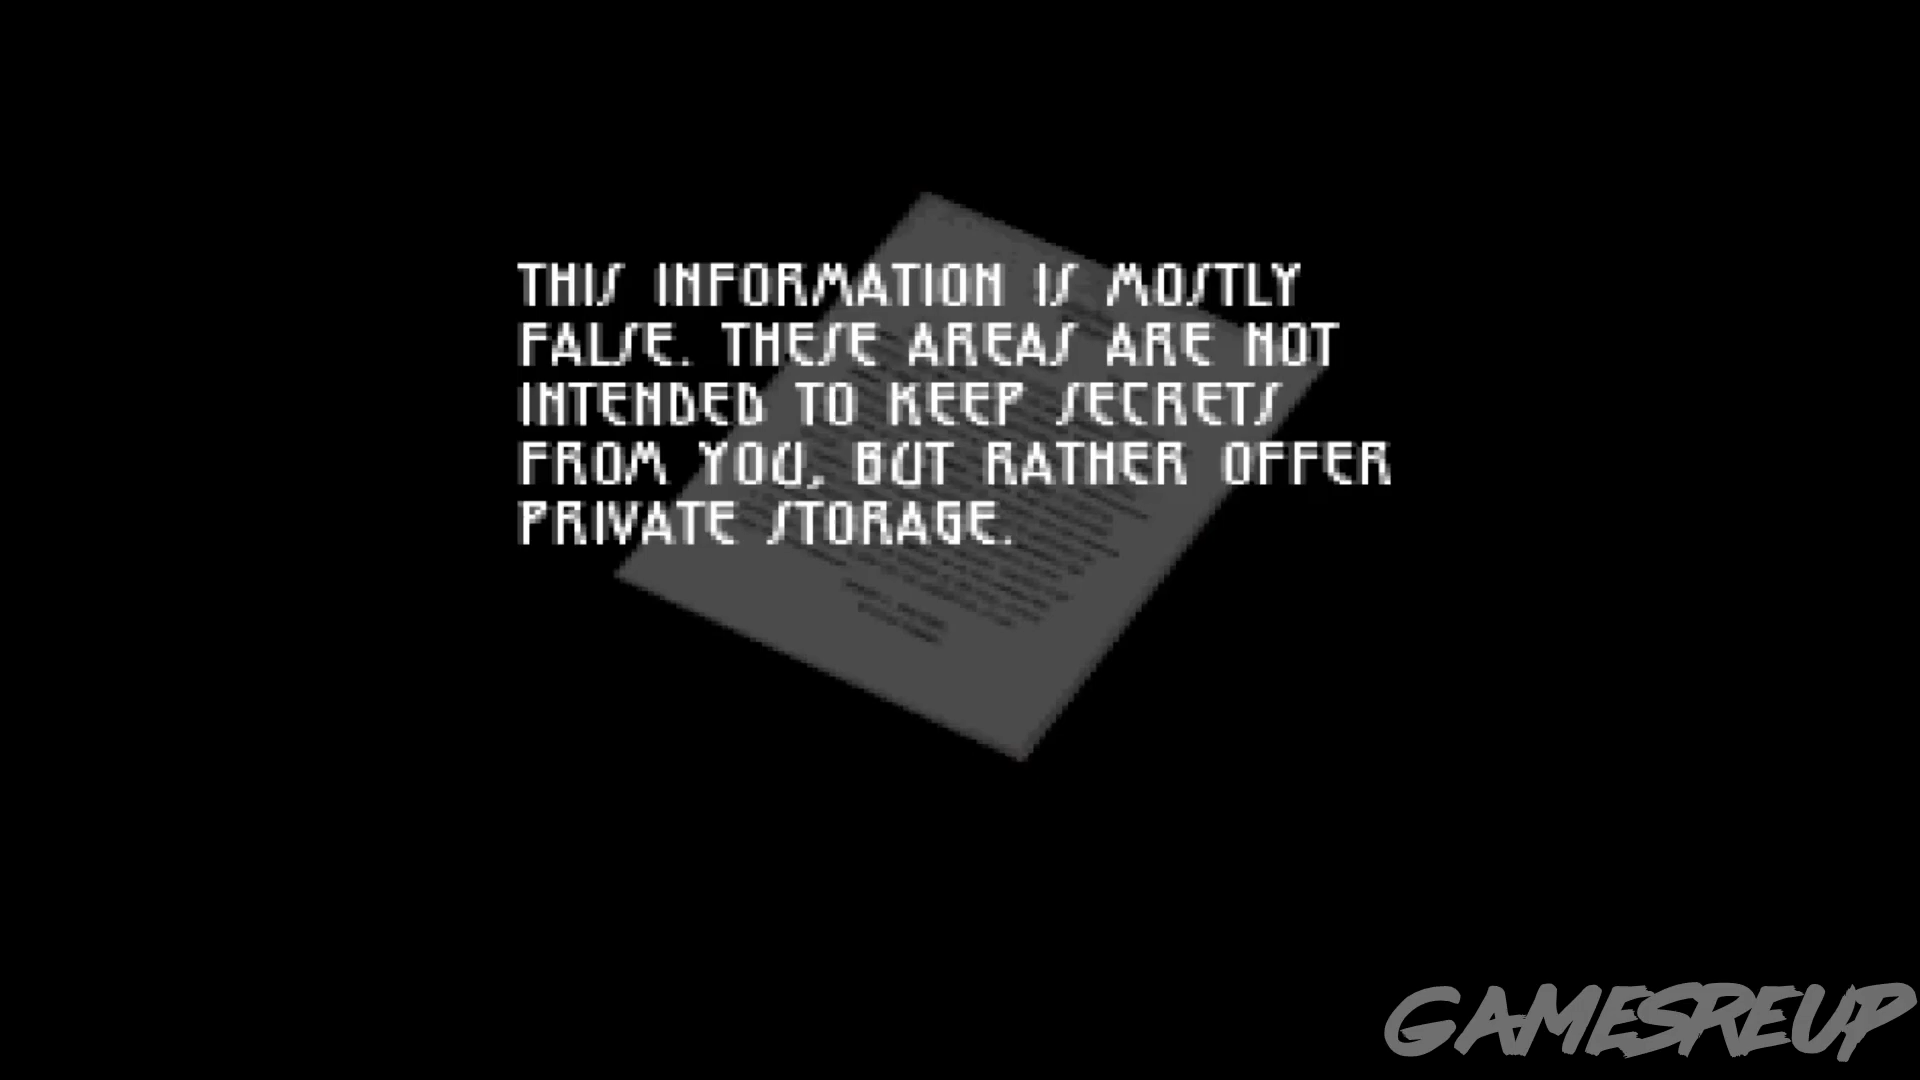 THIS INFORMATION IS MOSTLY
FALSE. THESE AREAS ARE NOT
INTENDED TO KEEP SECRETS
FROM YOU, BUT RATHER OFFER
PRIVATE STORAGE.
GAMESREUP